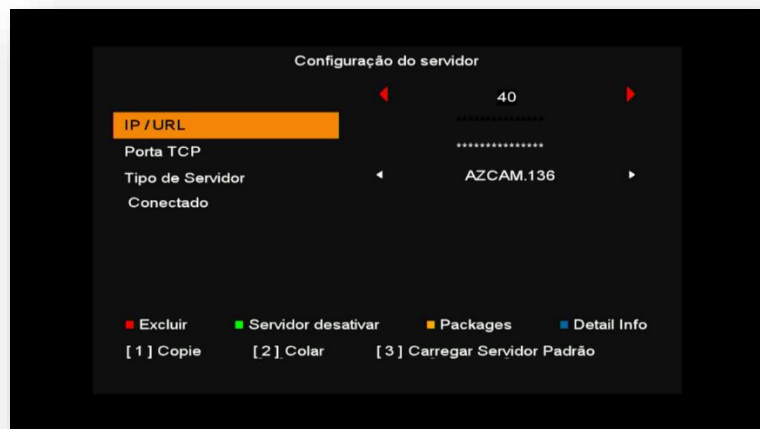 Configuração do servidor
40
IP / URL ***************
Porta TCP ***************
Tipo de Servidor AZCAM.136
Conectado
Excluir Servidor desativar Packages Detail Info
[ 1 ] Copie [ 2 ] Colar [ 3 ] Carregar Servidor Padrão